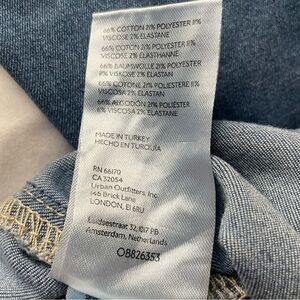 66% COTTON 21% POLYESTER 11%
VISCOSE 2% ELASTANE
66% COTON 21% POLYESTER 11%
VISCOSE 2% ELASTHANNE
66% BAUMWOLLE 21% POLYESTER
11% VISKOSE 2% ELASTAN
66% COTONE 21% POLIESTERE 11%
VISCOSA 2% ELASTAN
66% ALGODÓN 21% POLIÉSTER
VISCOSA 2% ELASTANO
MADE IN TURKEY
HECHO EN TURQUÍA
RN 66170
CA 32054
Urban Outfitters, Inc
146 Brick Lane
LONDON, E1 6RU
Leidsestraat 32, 1017 PB
Amsterdam, Netherlands
OB826353